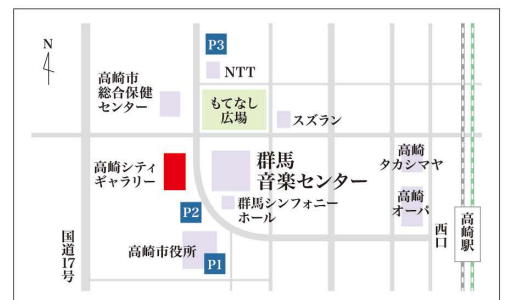 N
P3
NTT
高崎市
総合保健
センター
もてなし
広場
スズラン
高崎シティ
ギャラリー
群馬
音楽センター
高崎
タカシマヤ
群馬シンフォニー
ホール
高崎
オーパ
P2
高崎市役所
P1
国道17号
西口
高崎駅